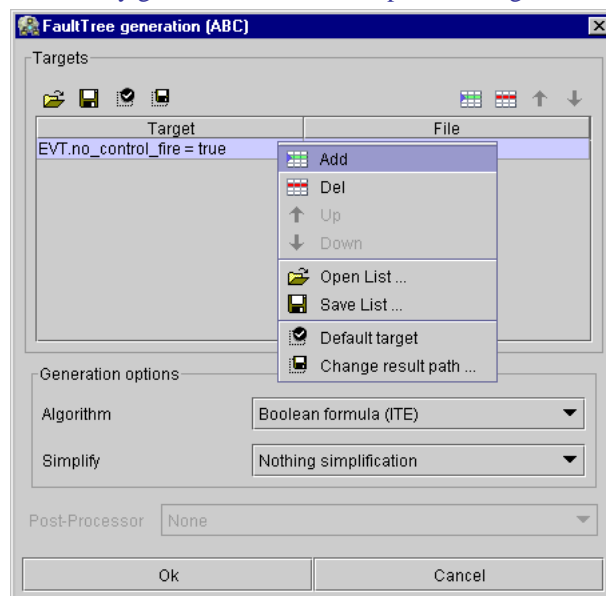 FaultTree generation (ABC)
Targets
Target File
EVT.no_control_fire = true
Add
Del
Up
Down
Open List ...
Save List ...
Default target
Change result path ...
Generation options
Algorithm Boolean formula (ITE)
Simplify Nothing simplification
Post-Processor None
Ok Cancel